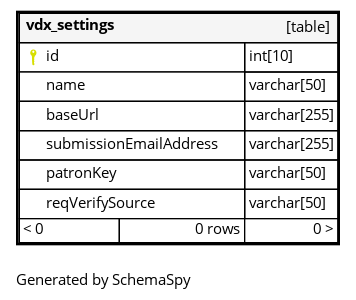 vdx_settings [table]
id int[10]
name varchar[50]
baseUrl varchar[255]
submissionEmailAddress varchar[255]
patronKey varchar[50]
reqVerifySource varchar[50]
< 0 0 rows 0 >
Generated by SchemaSpy